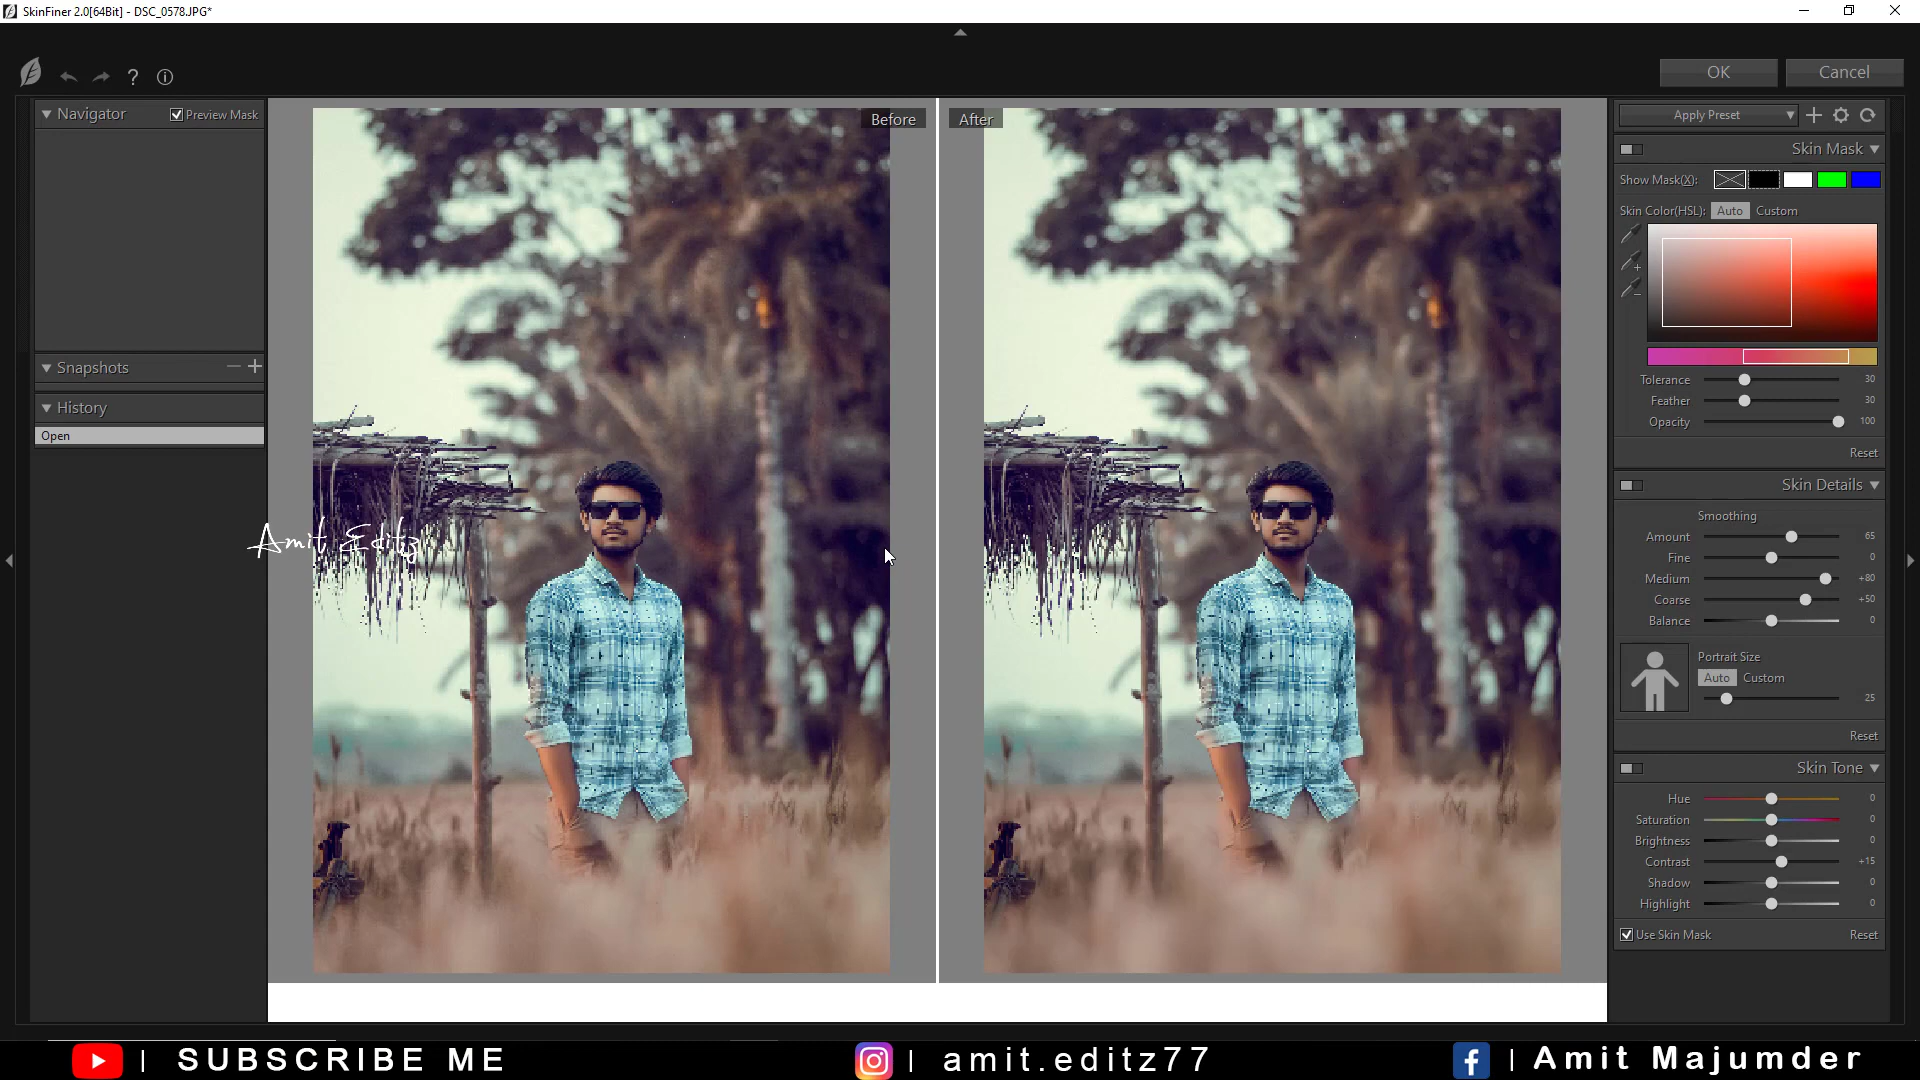 SkinFiner 2.0[64Bit] - DSC_0578.JPG*
?
OK
Cancel
Navigator
Preview Mask
Snapshots
History
Open
Before
After
Amit Editz
Apply Preset
Skin Mask
Show Mask(X):
Skin Color(HSL): Auto Custom
Tolerance 30
Feather 30
Opacity 100
Reset
Skin Details
Smoothing
Amount 65
Fine 0
Medium +80
Coarse +50
Balance 0
Portrait Size
Auto Custom
25
Reset
Skin Tone
Hue 0
Saturation 0
Brightness 0
Contrast +15
Shadow 0
Highlight 0
Use Skin Mask Reset
| SUBSCRIBE ME
| amit.editz77
| Amit Majumder